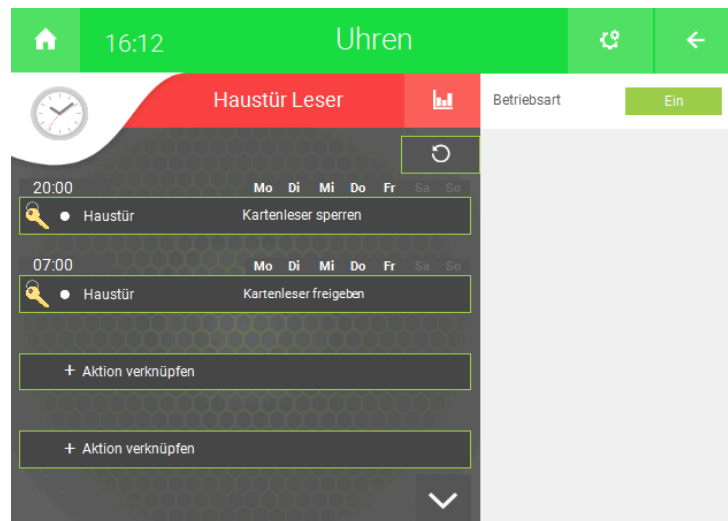 16:12 Uhren
Haustür Leser
Betriebsart Ein
20:00 Mo Di Mi Do Fr Sa So
Haustür Kartenleser sperren
07:00 Mo Di Mi Do Fr Sa So
Haustür Kartenleser freigeben
+ Aktion verknüpfen
+ Aktion verknüpfen